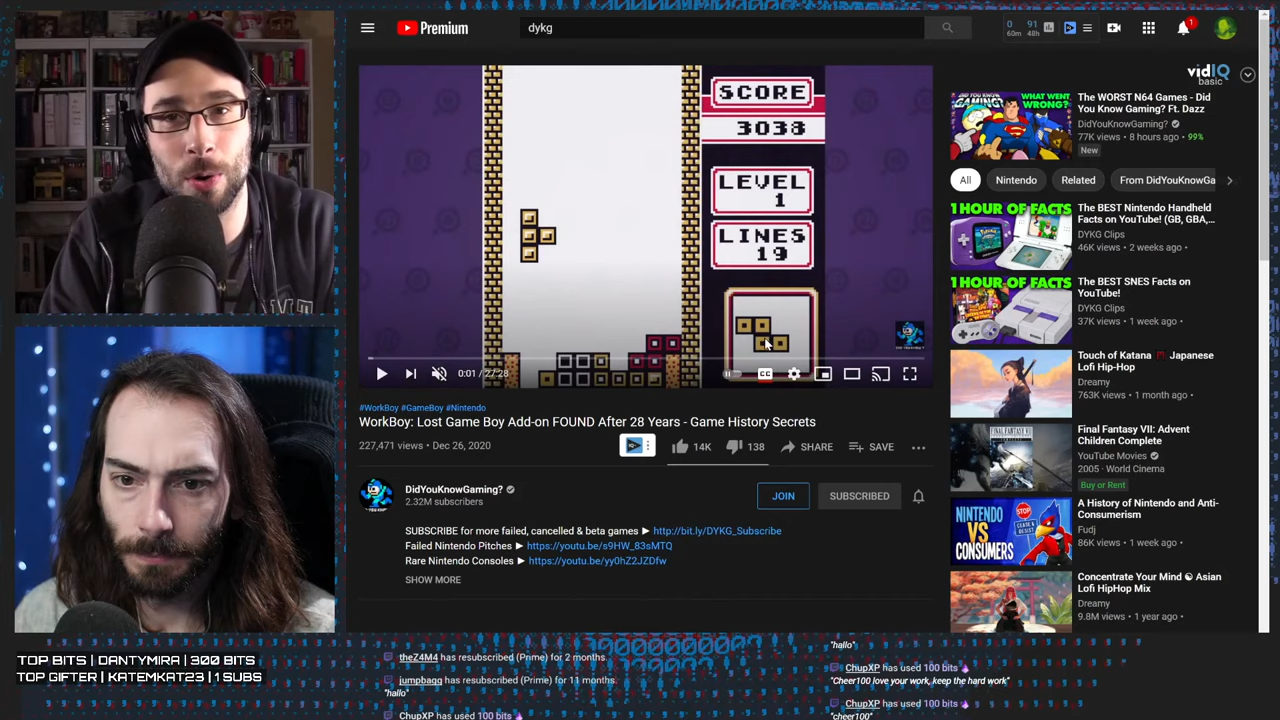 Premium
dykg
0
60m
91
48h
1
vidIQ
basic
SCORE
3038
LEVEL
1
LINES
19
CC
0:01 / 27:28
#WorkBoy #GameBoy #Nintendo
WorkBoy: Lost Game Boy Add-on FOUND After 28 Years - Game History Secrets
227,471 views • Dec 26, 2020
14K
138
SHARE
SAVE
DidYouKnowGaming?
2.32M subscribers
JOIN
SUBSCRIBED
SUBSCRIBE for more failed, cancelled & beta games ► http://bit.ly/DYKG_Subscribe
Failed Nintendo Pitches ► https://youtu.be/s9HW_83sMTQ
Rare Nintendo Consoles ► https://youtu.be/yy0hZ2JZDfw
SHOW MORE
WHAT WENT WRONG?
The WORST N64 Games - Did
You Know Gaming? Ft. Dazz
DidYouKnowGaming?
77K views • 8 hours ago • 99%
New
All
Nintendo
Related
From DidYouKnowGa
1 HOUR OF FACTS
The BEST Nintendo Handheld
Facts on YouTube! (GB, GBA,...
DYKG Clips
46K views • 2 weeks ago •
1 HOUR OF FACTS
The BEST SNES Facts on
YouTube!
DYKG Clips
37K views • 1 week ago •
Touch of Katana Japanese
Lofi Hip-Hop
Dreamy
763K views • 1 month ago •
Final Fantasy VII: Advent
Children Complete
YouTube Movies
2005 • World Cinema
Buy or Rent
NINTENDO
VS
CONSUMERS
A History of Nintendo and Anti-
Consumerism
Fudj
86K views • 1 week ago •
Concentrate Your Mind Asian
Lofi HipHop Mix
Dreamy
1M views • 1 year ago •
TOP BITS | DANTYMIRA | 300 BITS
TOP GIFTER | KATEMKAT23 | 1 SUBS
theZ4M4 has resubscribed (Prime) for 2 months.
jumpbagg has resubscribed (Prime) for 11 months.
"hallo"
ChupXP has used 100 bits
"hallo"
ChupXP has used 100 bits
"Cheer100 love your work, keep the hard work"
ChupXP has used 100 bits
"cheer100"